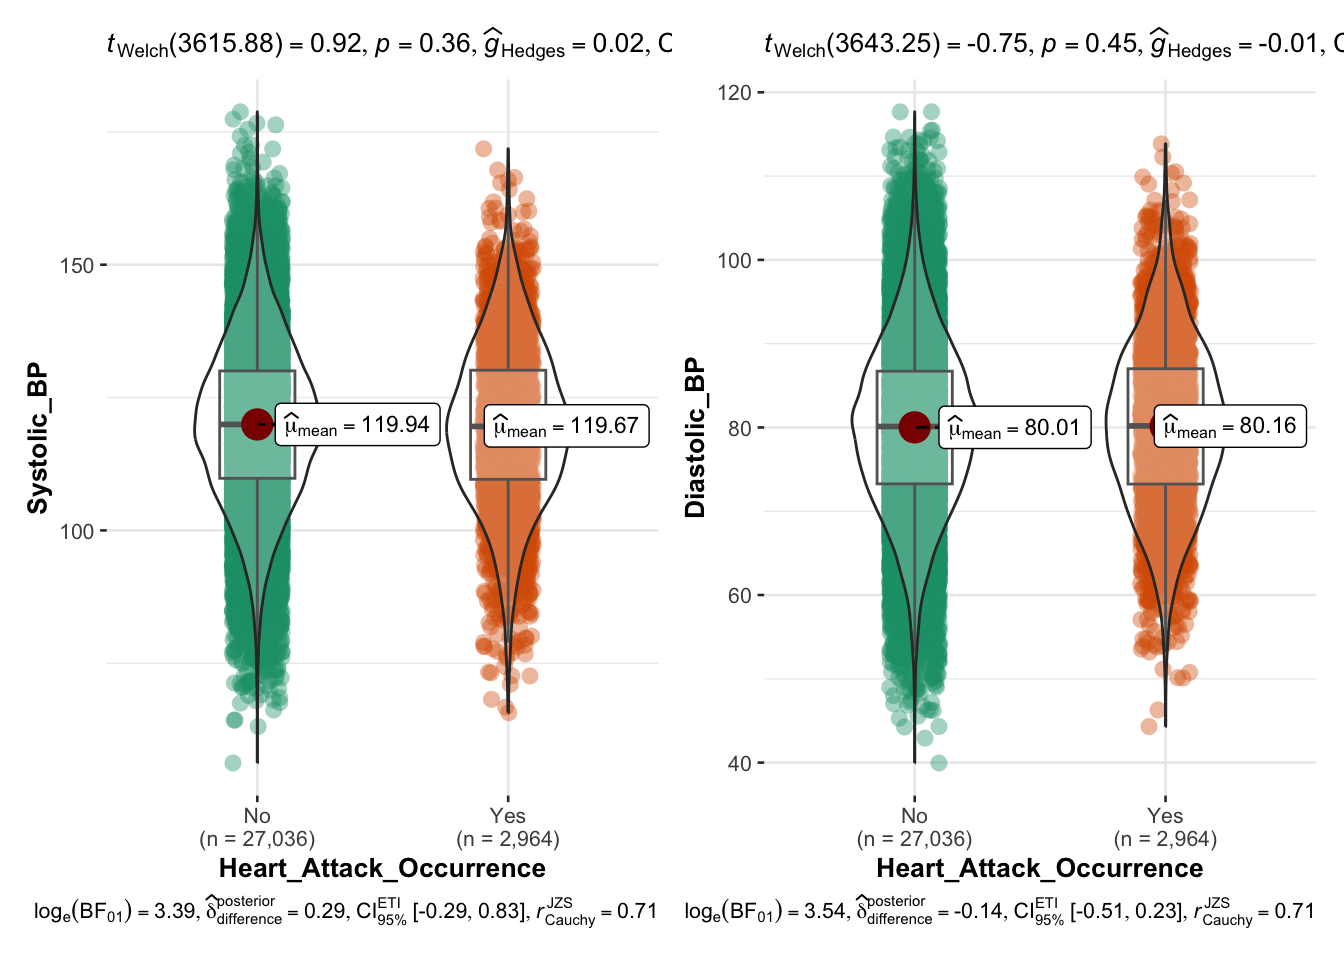 t_Welch(3615.88) = 0.92, p = 0.36, ĝ_Hedges = 0.02, C
150
100
Systolic_BP
μ̂_mean = 119.94
μ̂_mean = 119.67
No
(n = 27,036)
Yes
(n = 2,964)
Heart_Attack_Occurrence
log_e(BF_01) = 3.39, δ̂^posterior_difference = 0.29, CI^ETI_95% [-0.29, 0.83], r^JZS_Cauchy = 0.71
t_Welch(3643.25) = -0.75, p = 0.45, ĝ_Hedges = -0.01, C
120
100
80
60
40
Diastolic_BP
μ̂_mean = 80.01
μ̂_mean = 80.16
No
(n = 27,036)
Yes
(n = 2,964)
Heart_Attack_Occurrence
log_e(BF_01) = 3.54, δ̂^posterior_difference = -0.14, CI^ETI_95% [-0.51, 0.23], r^JZS_Cauchy = 0.71